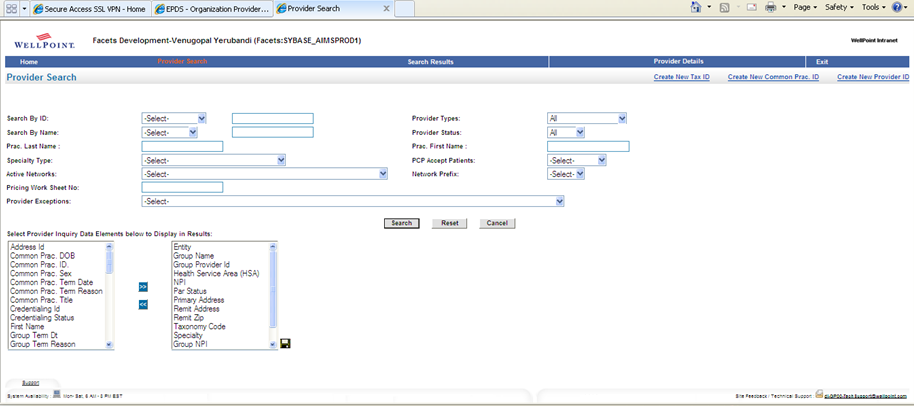 Secure Access SSL VPN - Home
EPDS - Organization Provider...
Provider Search
Page
Safety
Tools
WELLPOINT.
Facets Development-Venugopal Yerubandi (Facets:SYBASE_AIMSPROD1)
WellPoint Intranet
Home
Provider Search
Search Results
Provider Details
Exit
Provider Search
Create New Tax ID
Create New Common Prac. ID
Create New Provider ID
Search By ID:
-Select-
Provider Types:
All
Search By Name:
-Select-
Provider Status:
All
Prac. Last Name :
Prac. First Name :
Specialty Type:
-Select-
PCP Accept Patients:
-Select-
Active Networks:
-Select-
Network Prefix:
-Select-
Pricing Work Sheet No:
Provider Exceptions:
-Select-
Search
Reset
Cancel
Select Provider Inquiry Data Elements below to Display in Results:
Address Id
Common Prac. DOB
Common Prac. ID.
Common Prac. Sex
Common Prac. Term Date
Common Prac. Term Reason
Common Prac. Title
Credentialing Id
Credentialing Status
First Name
Group Term Dt
Group Term Reason
>>
<<
Entity
Group Name
Group Provider Id
Health Service Area (HSA)
NPI
Par Status
Primary Address
Remit Address
Remit Zip
Taxonomy Code
Specialty
Group NPI
Support
System Availability :
Mon- Sat, 6 AM - 8 PM EST
Site Feedback / Technical Support :